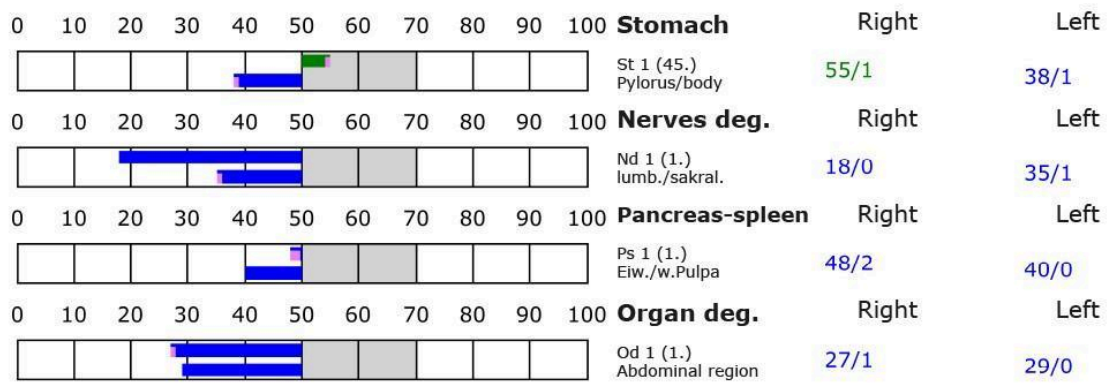 0 10 20 30 40 50 60 70 80 90 100 Stomach Right Left
St 1 (45.) 55/1 38/1
Pylorus/body
0 10 20 30 40 50 60 70 80 90 100 Nerves deg. Right Left
Nd 1 (1.) 18/0 35/1
lumb./sakral.
0 10 20 30 40 50 60 70 80 90 100 Pancreas-spleen Right Left
Ps 1 (1.) 48/2 40/0
Eiw./w.Pulpa
0 10 20 30 40 50 60 70 80 90 100 Organ deg. Right Left
Od 1 (1.) 27/1 29/0
Abdominal region